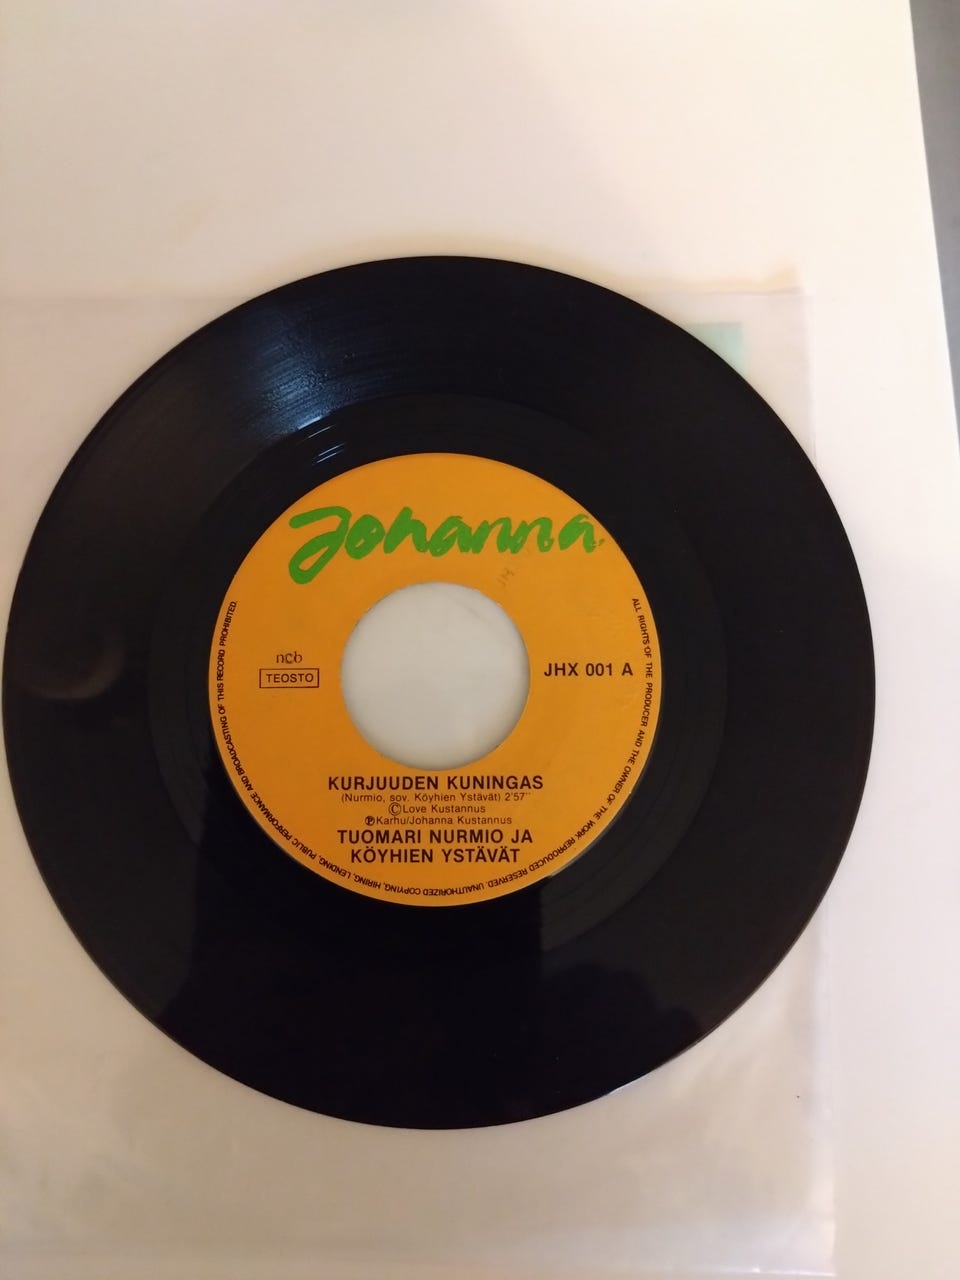 Johanna
ncb
TEOSTO
JHX 001 A
KURJUUDEN KUNINGAS
(Nurmio, sov. Köyhien Ystävät) 2'57"
©Love Kustannus
℗Karhu/Johanna Kustannus
TUOMARI NURMIO JA
KÖYHIEN YSTÄVÄT
ALL RIGHTS OF THE PRODUCER AND THE OWNER OF THE WORK REPRODUCED RESERVED. UNAUTHORIZED COPYING, HIRING, LENDING, PUBLIC PERFORMANCE AND BROADCASTING OF THIS RECORD PROHIBITED.